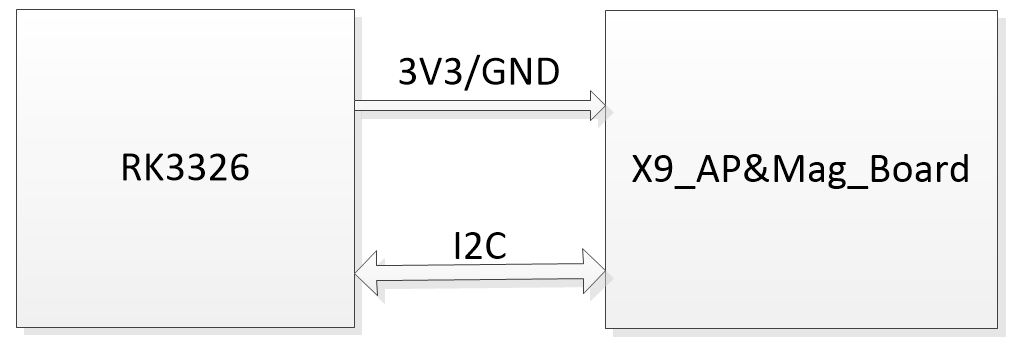 3V3/GND
RK3326
X9_AP&Mag_Board
I2C